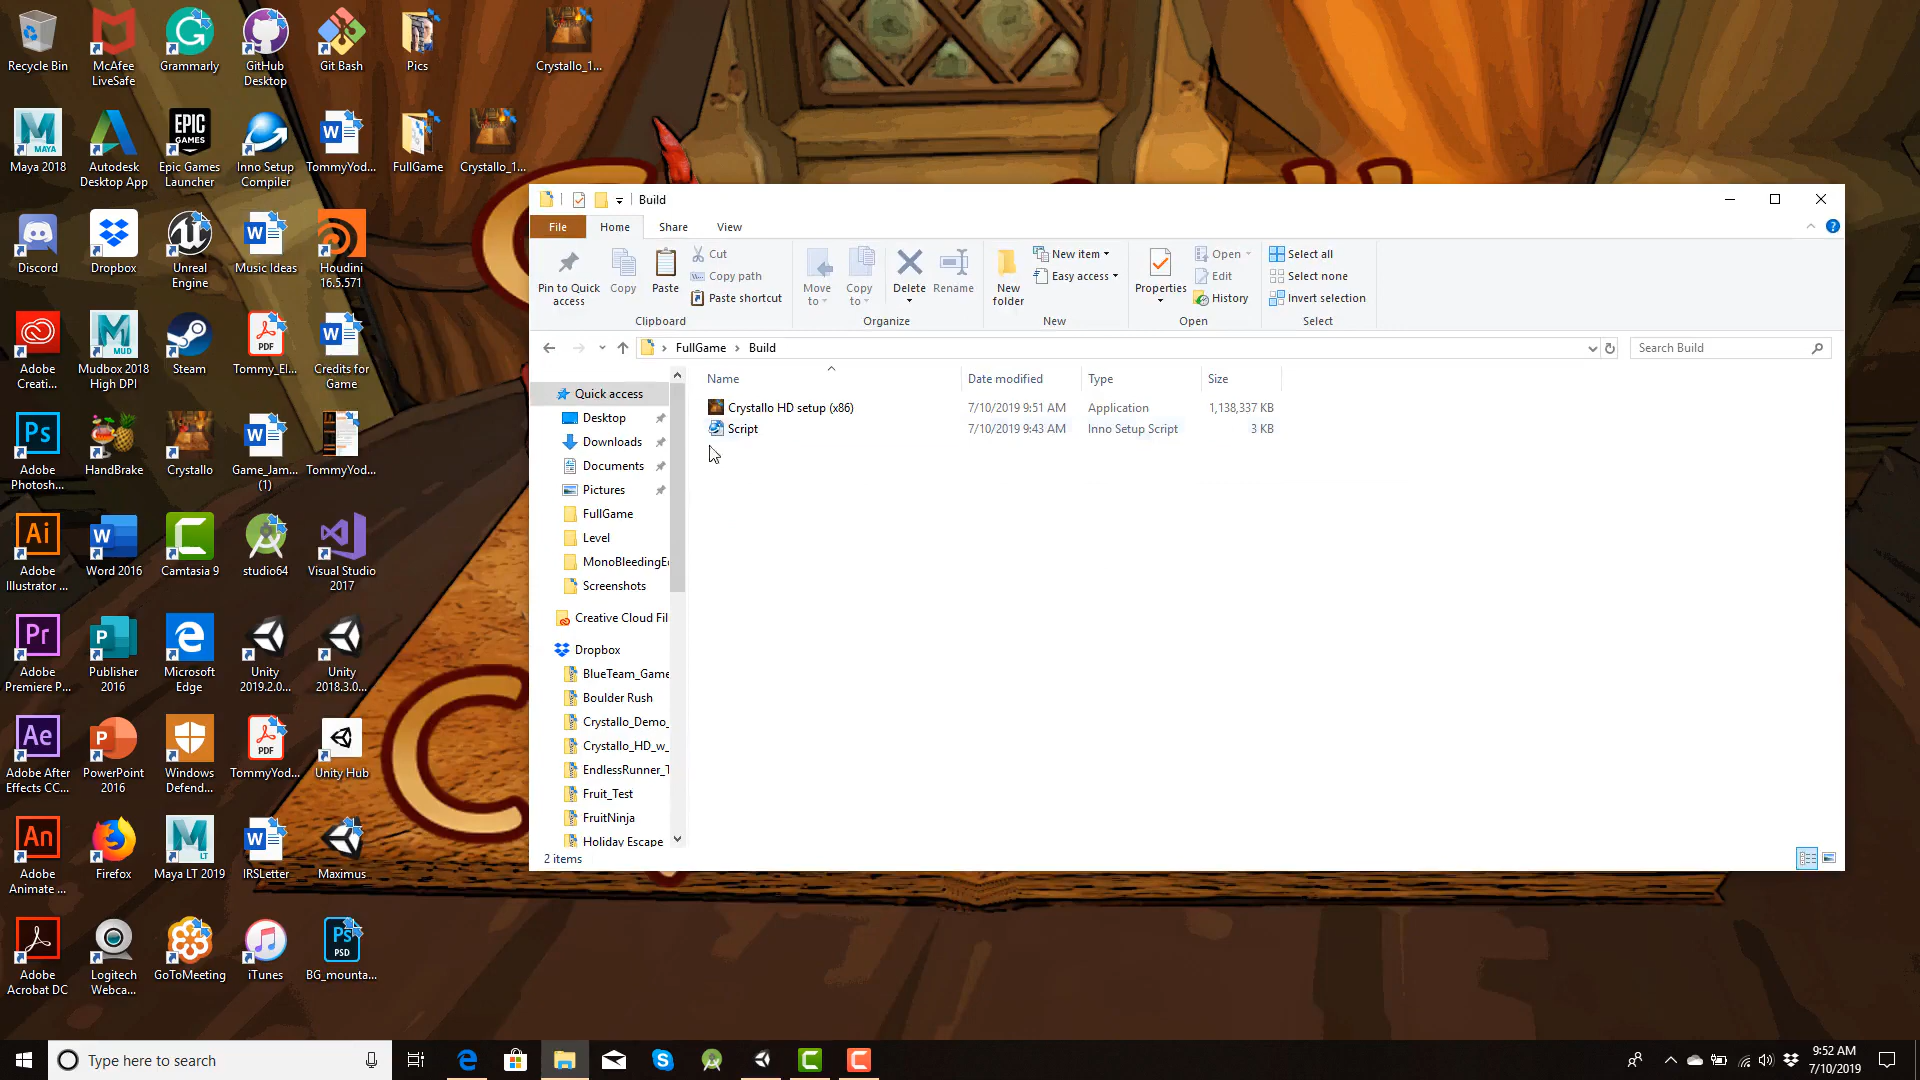 Recycle Bin
McAfee
LiveSafe
Grammarly
GitHub
Desktop
Git Bash
Pics
Crystallo_1...
Maya 2018
Autodesk
Desktop App
EPIC
GAMES
Epic Games
Launcher
Inno Setup
Compiler
TommyYod...
FullGame
Crystallo_1...
Discord
Dropbox
Unreal
Engine
Music Ideas
Houdini
16.5.571
Adobe
Creati...
Mudbox 2018
High DPI
Steam
Tommy_El...
Credits for
Game
Adobe
Photosh...
HandBrake
Crystallo
Game_Jam...
(1)
TommyYod...
Adobe
Illustrator ...
Word 2016
Camtasia 9
studio64
Visual Studio
2017
Adobe
Premiere P...
Publisher
2016
Microsoft
Edge
Unity
2019.2.0...
Unity
2018.3.0...
Adobe After
Effects CC...
PowerPoint
2016
Windows
Defend...
TommyYod...
Unity Hub
Adobe
Animate ...
Firefox
Maya LT 2019
IRSLetter
Maximus
Adobe
Acrobat DC
Logitech
Webca...
GoToMeeting
iTunes
BG_mounta...
Build
File Home Share View
Pin to Quick
access
Copy
Paste
Cut
Copy path
Paste shortcut
Clipboard
Move
to
Copy
to
Delete
Rename
Organize
New
folder
New item
Easy access
New
Properties
Open
Edit
History
Open
Select all
Select none
Invert selection
Select
FullGame > Build
Search Build
Quick access
Desktop
Downloads
Documents
Pictures
FullGame
Level
MonoBleedingEd
Screenshots
Creative Cloud Fil
Dropbox
BlueTeam_Game
Boulder Rush
Crystallo_Demo_
Crystallo_HD_w_
EndlessRunner_T
Fruit_Test
FruitNinja
Holiday Escape
Name Date modified Type Size
Crystallo HD setup (x86) 7/10/2019 9:51 AM Application 1,138,337 KB
Script 7/10/2019 9:43 AM Inno Setup Script 3 KB
2 items
Type here to search
9:52 AM
7/10/2019